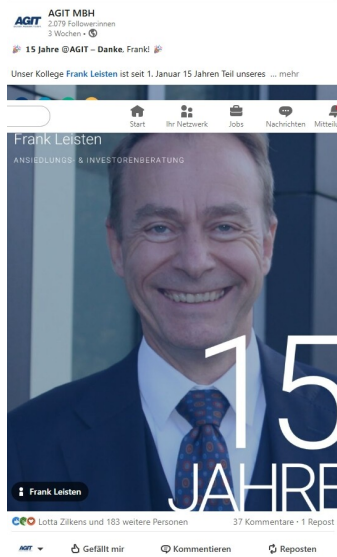 AGIT
AGIT MBH
2.079 Follower:innen
3 Wochen •
15 Jahre @AGIT – Danke, Frank!
Unser Kollege Frank Leisten ist seit 1. Januar 15 Jahren Teil unseres ... mehr
Start
Ihr Netzwerk
Jobs
Nachrichten
Mitteilu
Frank Leisten
ANSIEDLUNGS- & INVESTORENBERATUNG
15
JAHRE
Frank Leisten
Lotta Zilkens und 183 weitere Personen
37 Kommentare • 1 Repost
AGIT
Gefällt mir
Kommentieren
Reposten